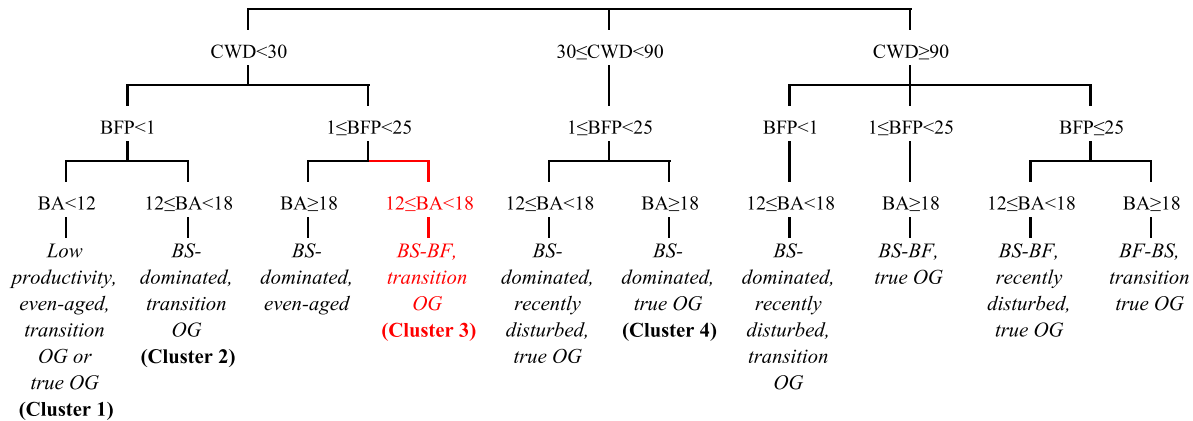 CWD<30
30≤CWD<90
CWD≥90
BFP<1
1≤BFP<25
1≤BFP<25
BFP<1
1≤BFP<25
BFP≤25
BA<12
12≤BA<18
BA≥18
12≤BA<18
12≤BA<18
BA≥18
12≤BA<18
BA≥18
12≤BA<18
BA≥18
Low
productivity,
even-aged,
transition
OG or
true OG
(Cluster 1)
BS-
dominated,
transition
OG
(Cluster 2)
BS-
dominated,
even-aged
BS-BF,
transition
OG
(Cluster 3)
BS-
dominated,
recently
disturbed,
true OG
BS-
dominated,
true OG
(Cluster 4)
BS-
dominated,
recently
disturbed,
transition
OG
BS-BF,
true OG
BS-BF,
recently
disturbed,
true OG
BF-BS,
transition
true OG